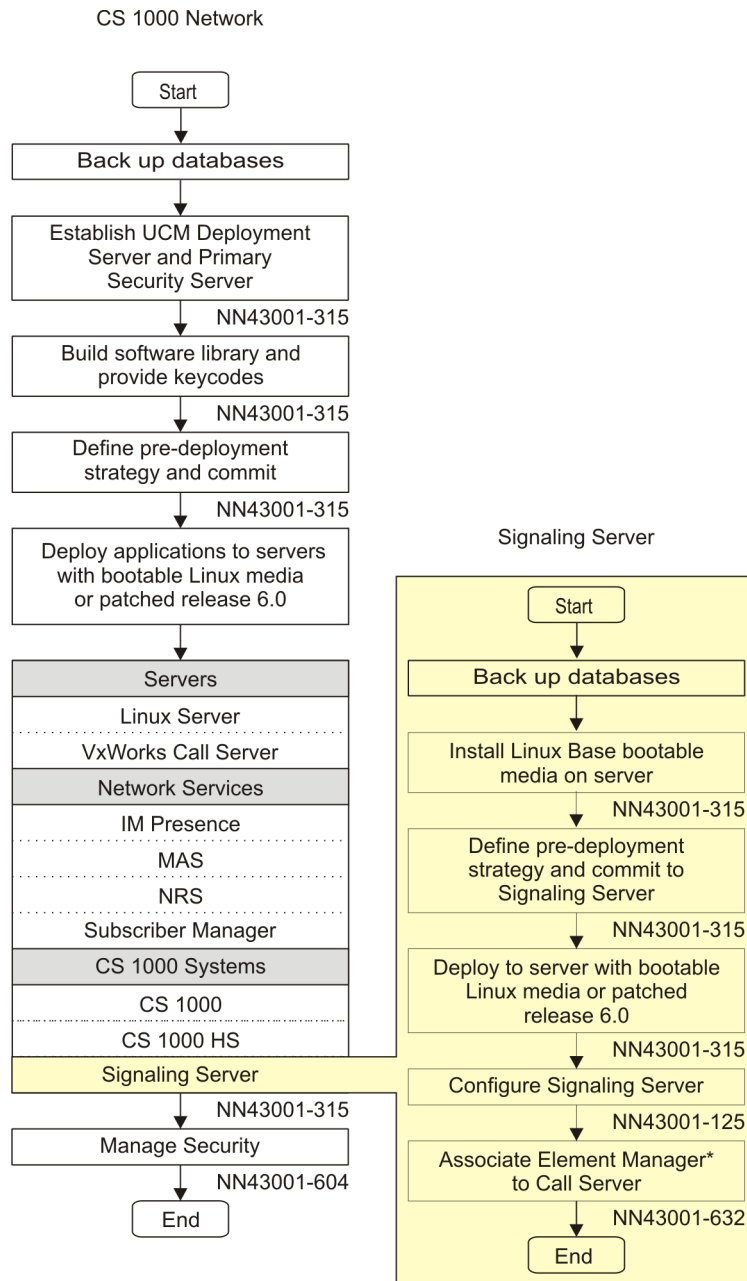 CS 1000 Network
Start
Back up databases
Establish UCM Deployment
Server and Primary
Security Server
NN43001-315
Build software library and
provide keycodes
NN43001-315
Define pre-deployment
strategy and commit
NN43001-315
Deploy applications to servers
with bootable Linux media
or patched release 6.0
Servers
Linux Server
VxWorks Call Server
Network Services
IM Presence
MAS
NRS
Subscriber Manager
CS 1000 Systems
CS 1000
CS 1000 HS
Signaling Server
NN43001-315
Manage Security
NN43001-604
End
Signaling Server
Start
Back up databases
Install Linux Base bootable
media on server
NN43001-315
Define pre-deployment
strategy and commit to
Signaling Server
NN43001-315
Deploy to server with bootable
Linux media or patched
release 6.0
NN43001-315
Configure Signaling Server
NN43001-125
Associate Element Manager*
to Call Server
NN43001-632
End